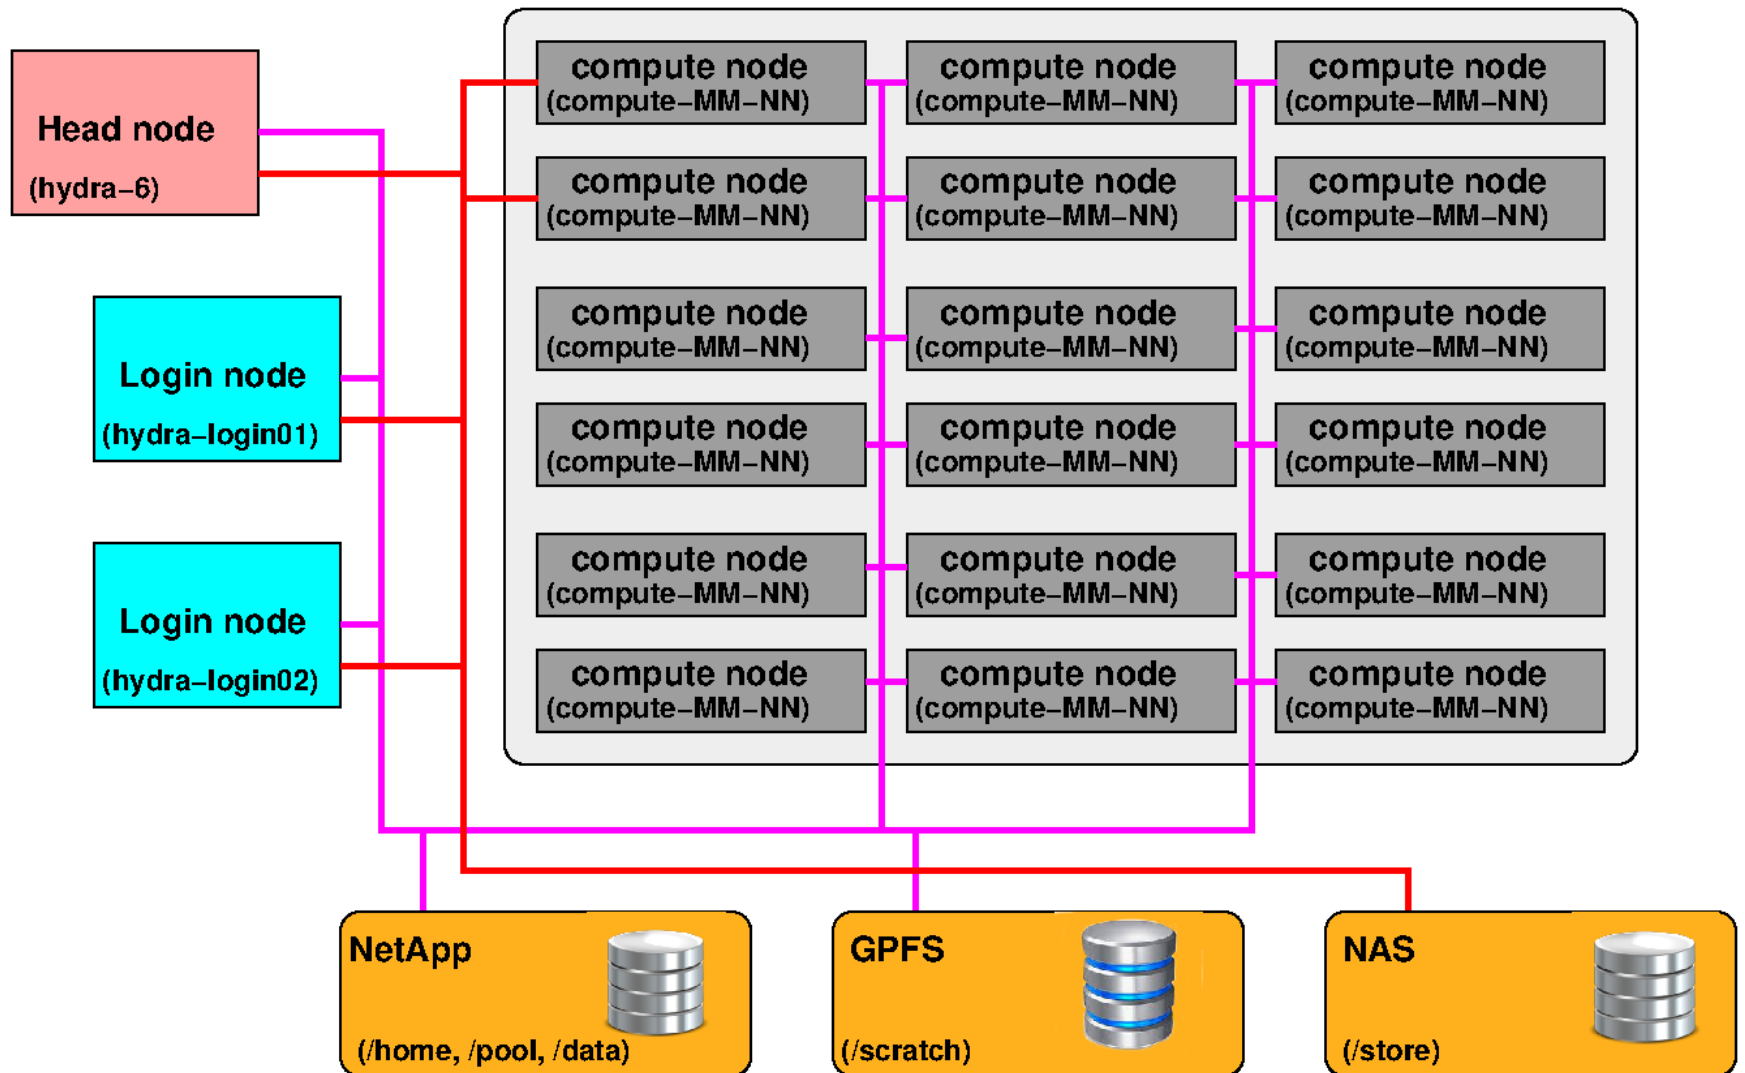 Head node
(hydra–6)
Login node
(hydra–login01)
Login node
(hydra–login02)
compute node
(compute–MM–NN)
compute node
(compute–MM–NN)
compute node
(compute–MM–NN)
compute node
(compute–MM–NN)
compute node
(compute–MM–NN)
compute node
(compute–MM–NN)
compute node
(compute–MM–NN)
compute node
(compute–MM–NN)
compute node
(compute–MM–NN)
compute node
(compute–MM–NN)
compute node
(compute–MM–NN)
compute node
(compute–MM–NN)
compute node
(compute–MM–NN)
compute node
(compute–MM–NN)
compute node
(compute–MM–NN)
compute node
(compute–MM–NN)
compute node
(compute–MM–NN)
compute node
(compute–MM–NN)
NetApp
(/home, /pool, /data)
GPFS
(/scratch)
NAS
(/store)